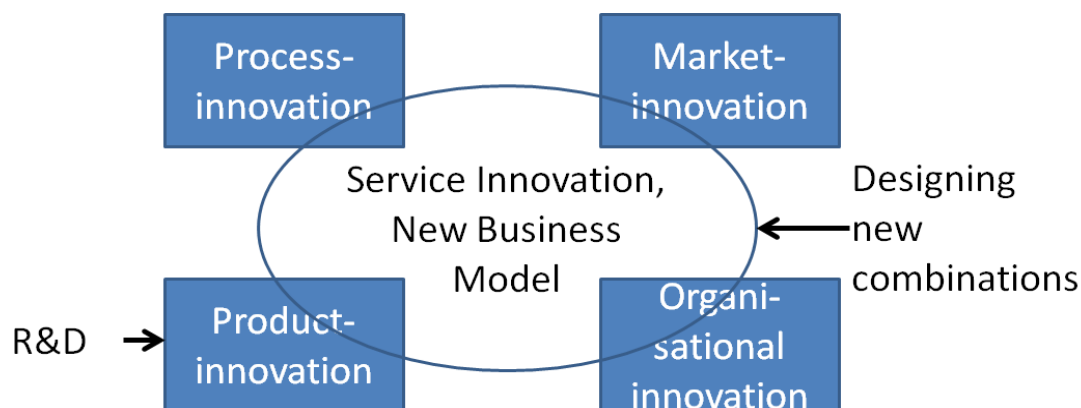 Process-
innovation
Market-
innovation
Service Innovation,
New Business
Model
Designing
new
combinations
R&D
Product-
innovation
Organi-
sational
innovation